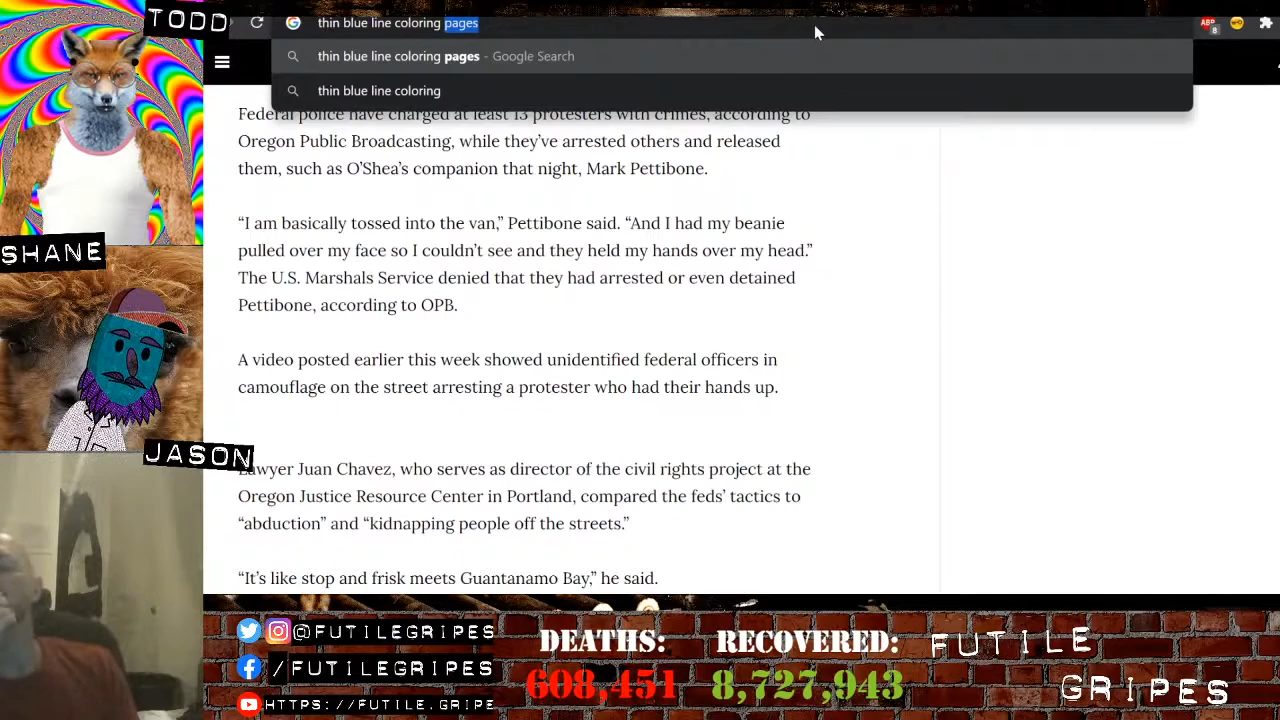 TODD
thin blue line coloring pages
ABP
8
thin blue line coloring pages - Google Search
thin blue line coloring
Federal police have charged at least 13 protesters with crimes, according to
Oregon Public Broadcasting, while they’ve arrested others and released
them, such as O’Shea’s companion that night, Mark Pettibone.
SHANE
“I am basically tossed into the van,” Pettibone said. “And I had my beanie
pulled over my face so I couldn’t see and they held my hands over my head.”
The U.S. Marshals Service denied that they had arrested or even detained
Pettibone, according to OPB.
A video posted earlier this week showed unidentified federal officers in
camouflage on the street arresting a protester who had their hands up.
JASON
Lawyer Juan Chavez, who serves as director of the civil rights project at the
Oregon Justice Resource Center in Portland, compared the feds’ tactics to
“abduction” and “kidnapping people off the streets.”
“It’s like stop and frisk meets Guantanamo Bay,” he said.
@FUTILEGRIPES
/FUTILEGRIPES
HTTPS://FUTILE.GRIPE
DEATHS:
608,451
RECOVERED:
8,727,943
FUTILE
GRIPES